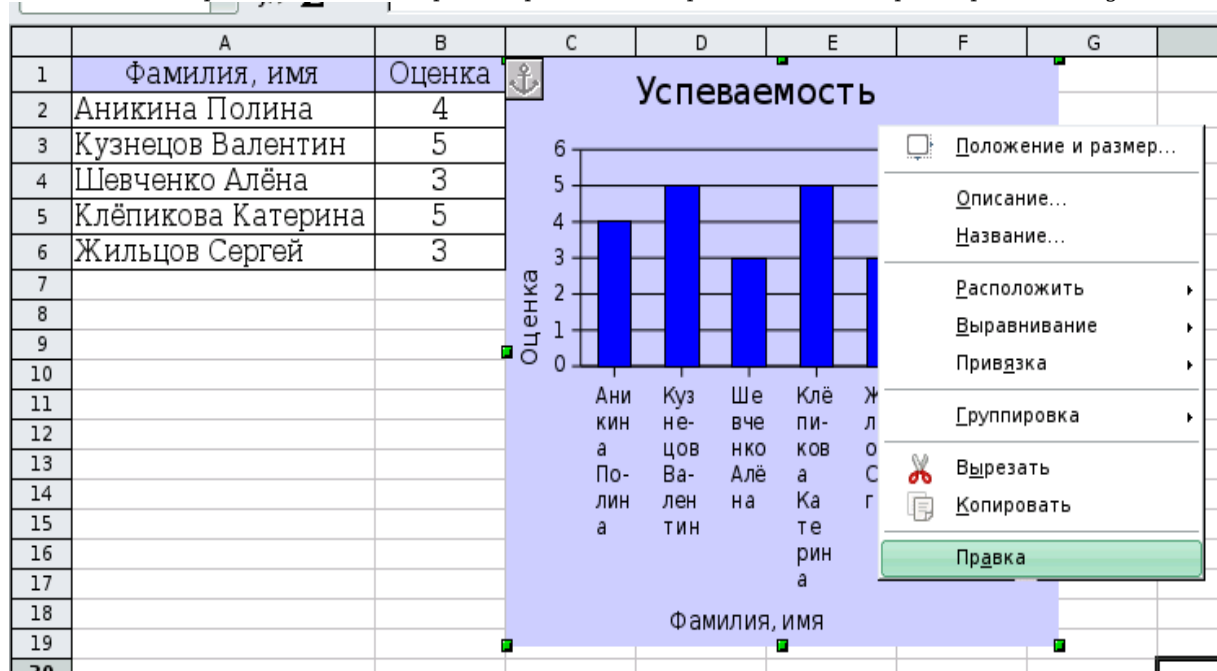 A B C D E F G
1 Фамилия, имя Оценка
2 Аникина Полина 4
3 Кузнецов Валентин 5
4 Шевченко Алёна 3
5 Клёпикова Катерина 5
6 Жильцов Сергей 3
7
8
9
10
11
12
13
14
15
16
17
18
19
20
Успеваемость
Оценка
6
5
4
3
2
1
0
Ани
кин
а
По-
лин
а
Куз
не-
цов
Ва-
лен
тин
Ше
вче
нко
Алё
на
Клё
пи-
ков
а
Ка
те
рин
а
Фамилия, имя
Положение и размер...
Описание...
Название...
Расположить
Выравнивание
Привязка
Группировка
Вырезать
Копировать
Правка